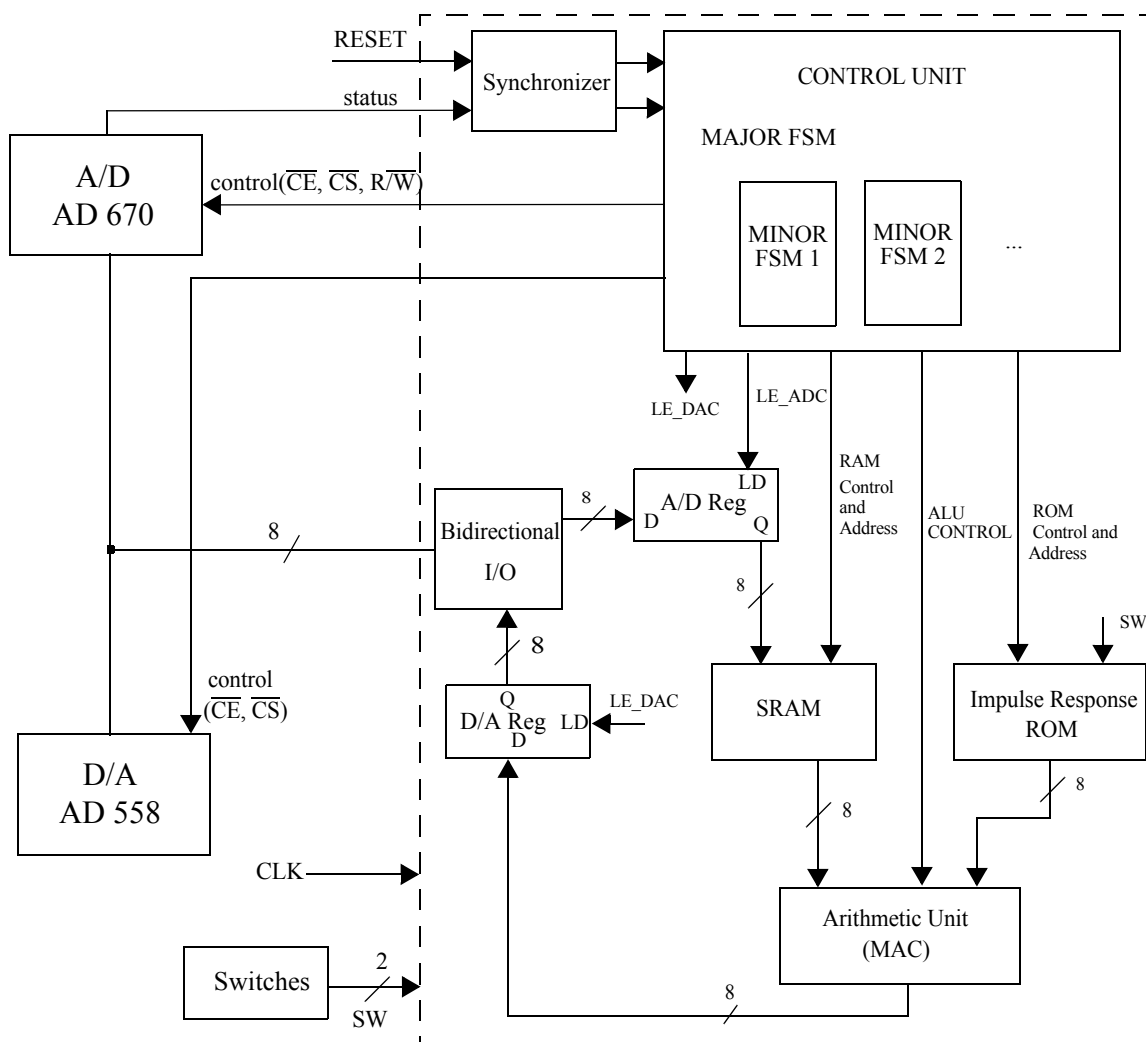 RESET
status
Synchronizer
CONTROL UNIT
MAJOR FSM
MINOR
FSM 1
MINOR
FSM 2
...
A/D
AD 670
control(CE, CS, R/W)
LE_DAC
LE_ADC
RAM
Control
and
Address
ALU
CONTROL
ROM
Control and
Address
LD
A/D Reg
D
Q
8
8
Bidirectional
I/O
8
8
SW
8
control
(CE, CS)
Q
D/A Reg
D
LD
LE_DAC
SRAM
Impulse Response
ROM
D/A
AD 558
8
8
CLK
Arithmetic Unit
(MAC)
Switches
2
SW
8